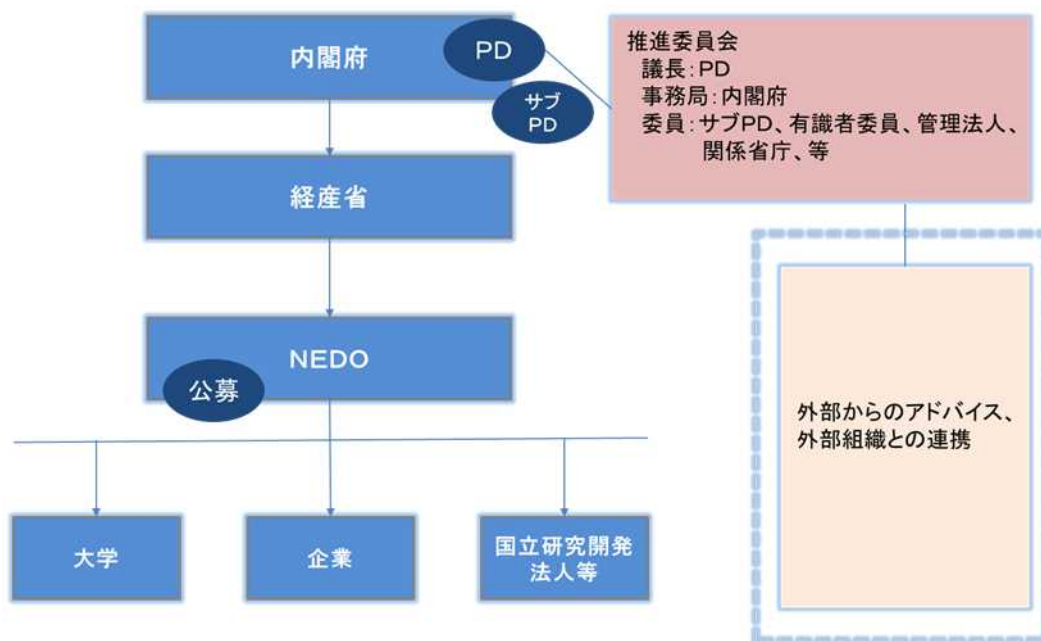 内閣府
PD
サブ
PD
推進委員会
議長：PD
事務局：内閣府
委員：サブPD、有識者委員、管理法人、
関係省庁、等
経産省
NEDO
公募
外部からのアドバイス、
外部組織との連携
大学
企業
国立研究開発
法人等